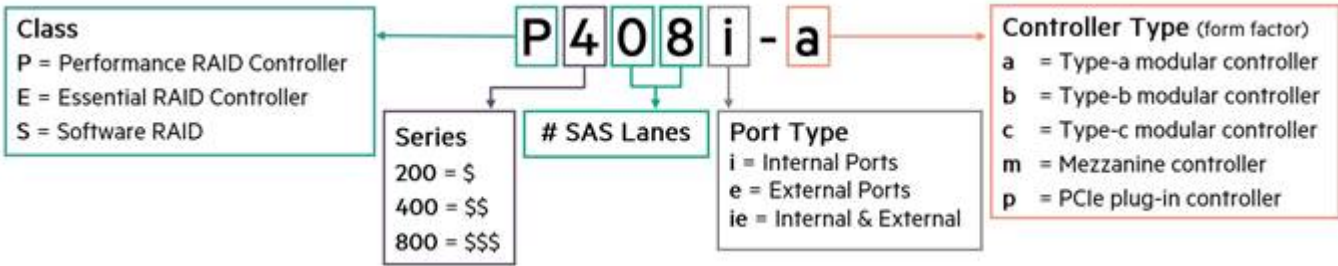 P408i-a
Class
P = Performance RAID Controller
E = Essential RAID Controller
S = Software RAID
Series
200 = $
400 = $$
800 = $$$
# SAS Lanes
Port Type
i = Internal Ports
e = External Ports
ie = Internal & External
Controller Type (form factor)
a = Type-a modular controller
b = Type-b modular controller
c = Type-c modular controller
m = Mezzanine controller
p = PCIe plug-in controller